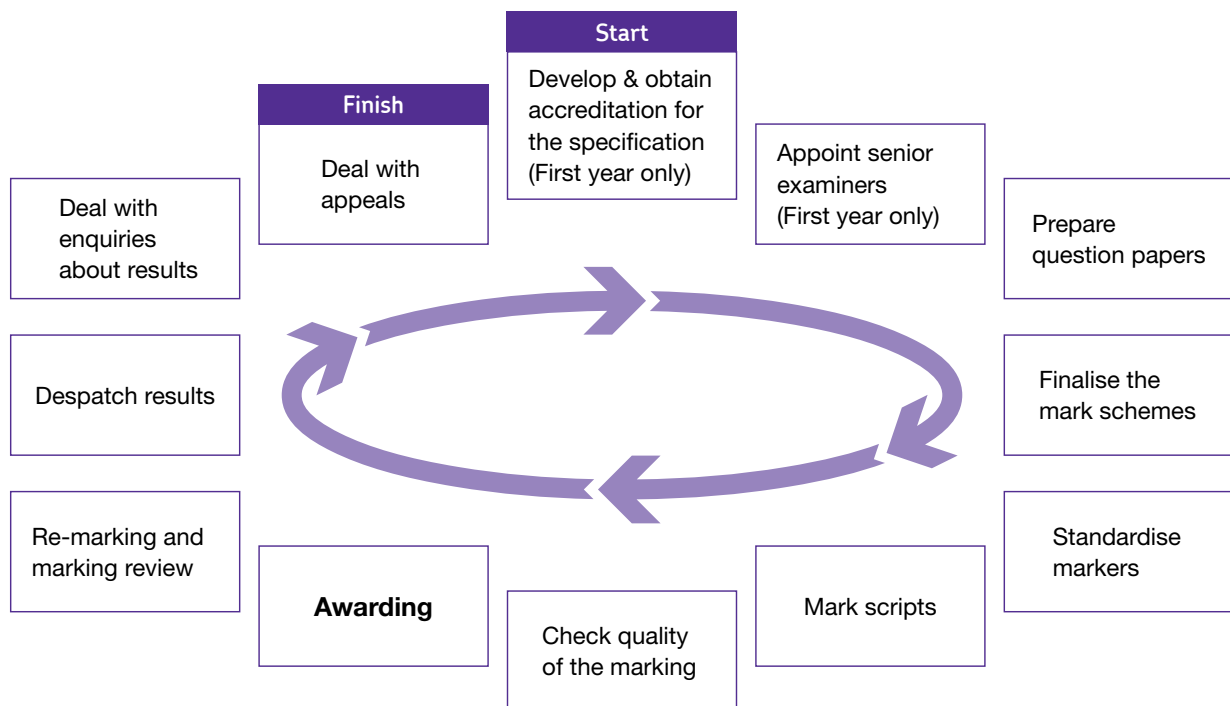 Start
Develop & obtain
accreditation for
the specification
(First year only)
Appoint senior
examiners
(First year only)
Prepare
question papers
Finalise the
mark schemes
Standardise
markers
Mark scripts
Check quality
of the marking
Awarding
Re-marking and
marking review
Despatch results
Deal with
enquiries
about results
Finish
Deal with
appeals